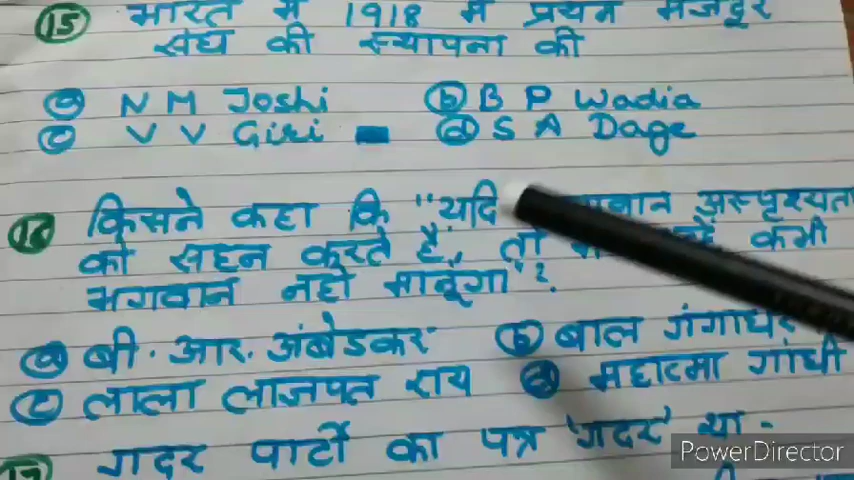 (15) भारत में 1918 में प्रथम मजदूर
संघ की स्थापना की
(a) N M Joshi (b) B P Wadia
(c) V V Giri (d) S A Dage
(16) किसने कहा कि "यदि अस्पृश्यता
को सहन करते है, तो कभी
भगवान नहीं मानूंगा"?
(a) बी. आर. अंबेडकर (b) बाल गंगाधर
(c) लाला लाजपत राय (d) महात्मा गांधी
(17) गदर पार्टी का पत्र 'गदर' था -
PowerDirector